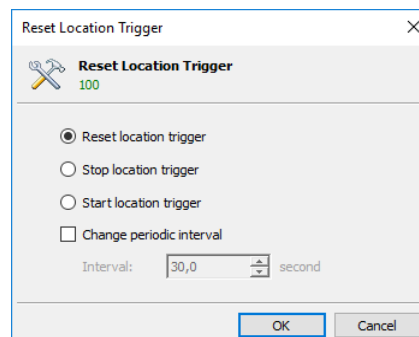 Reset Location Trigger
Reset Location Trigger
100
Reset location trigger
Stop location trigger
Start location trigger
Change periodic interval
Interval: 30,0 second
OK Cancel